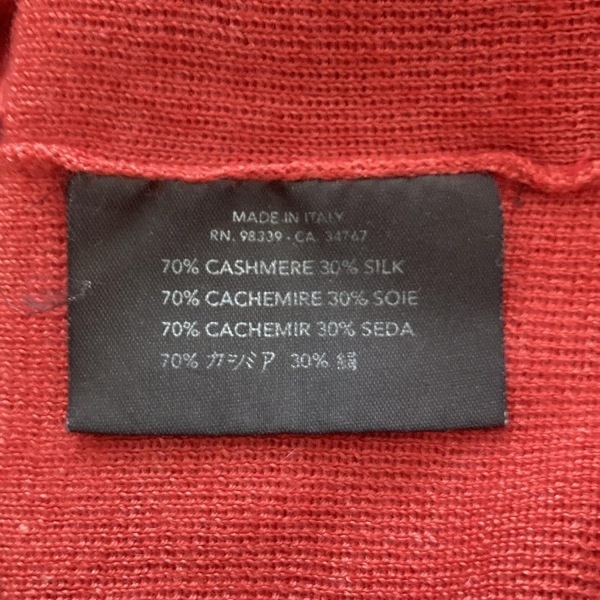 MADE IN ITALY
RN. 98339 - CA. 34767
70% CASHMERE 30% SILK
70% CACHEMIRE 30% SOIE
70% CACHEMIR 30% SEDA
70% カシミア 30% 絹